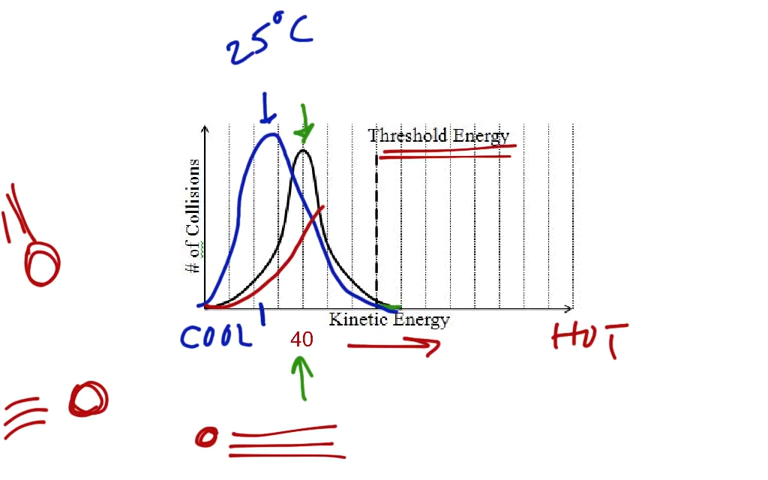 25°C
Threshold Energy
# of Collisions
Kinetic Energy
COOL
40
HOT